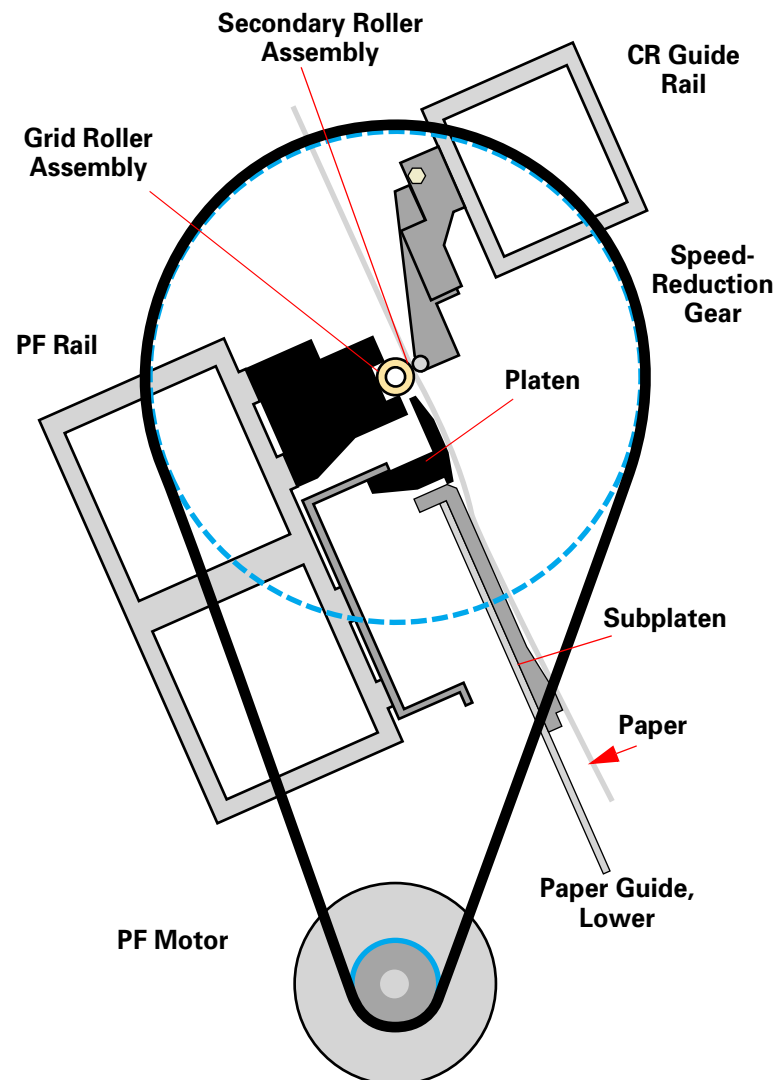 Secondary Roller
Assembly
CR Guide
Rail
Grid Roller
Assembly
Speed-
Reduction
Gear
PF Rail
Platen
Subplaten
Paper
Paper Guide,
Lower
PF Motor